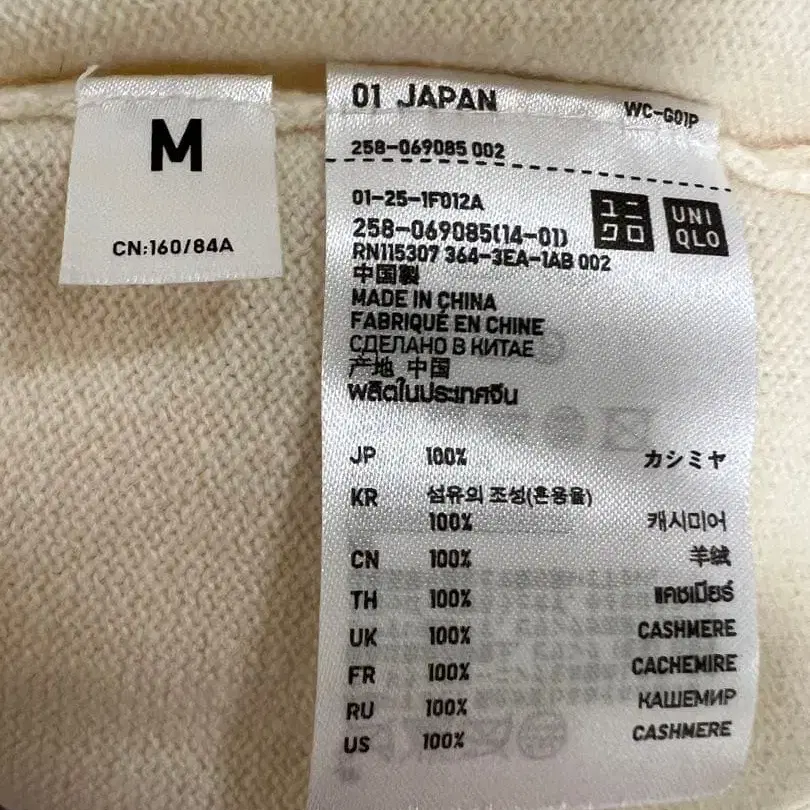 M
CN:160/84A
01 JAPAN
WC-G01P
258-069085 002
01-25-1F012A
258-069085(14-01)
ユニ
クロ
UNI
QLO
RN115307 364-3EA-1AB 002
中国製
MADE IN CHINA
FABRIQUÉ EN CHINE
СДЕЛАНО В КИТАЕ
产地 中国
ผลิตในประเทศจีน
JP 100% カシミヤ
KR 섬유의 조성(혼용율)
100% 캐시미어
CN 100% 羊绒
TH 100% แคชเมียร์
UK 100% CASHMERE
FR 100% CACHEMIRE
RU 100% КАШЕМИР
US 100% CASHMERE